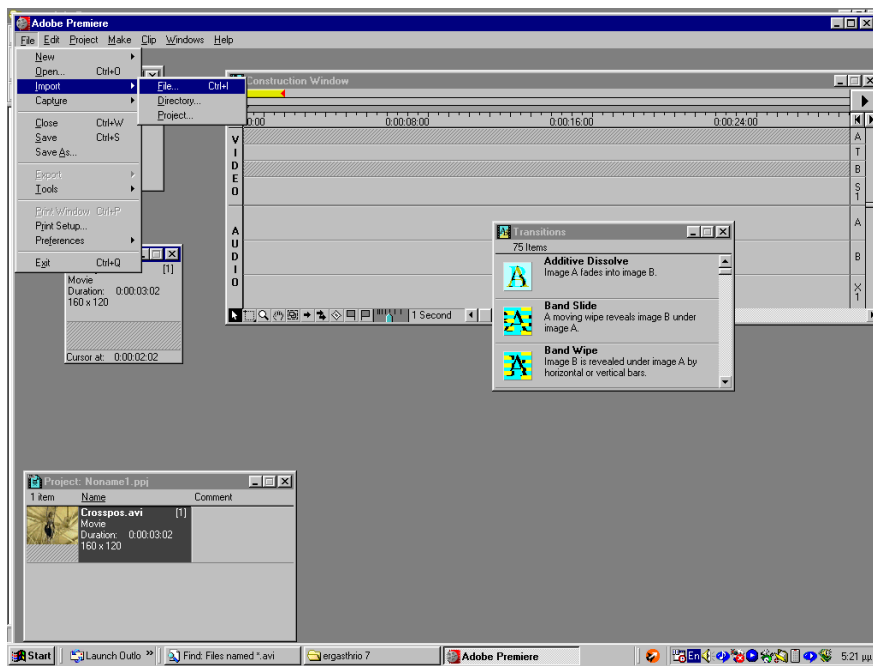 Adobe Premiere
File Edit Project Make Clip Windows Help
New
Open... Ctrl+O
Import
Capture
Close Ctrl+W
Save Ctrl+S
Save As...
Export
Tools
Print Window Ctrl+P
Print Setup...
Preferences
Exit Ctrl+Q
File... Ctrl+I
Directory...
Project...
Construction Window
0:00 0:00:08:00 0:00:16:00 0:00:24:00
VIDEO
A
T
B
S
1
AUDIO
A
B
X
1
1 Second
[1]
Movie
Duration: 0:00:03:02
160 x 120
Cursor at: 0:00:02:02
Transitions
75 Items
Additive Dissolve
Image A fades into image B.
Band Slide
A moving wipe reveals image B under
image A.
Band Wipe
Image B is revealed under image A by
horizontal or vertical bars.
Project: Noname1.ppj
1 item Name Comment
Crosspos.avi [1]
Movie
Duration: 0:00:03:02
160 x 120
Start Launch Outlo Find: Files named *.avi ergasthrio 7 Adobe Premiere En 5:21 μμ